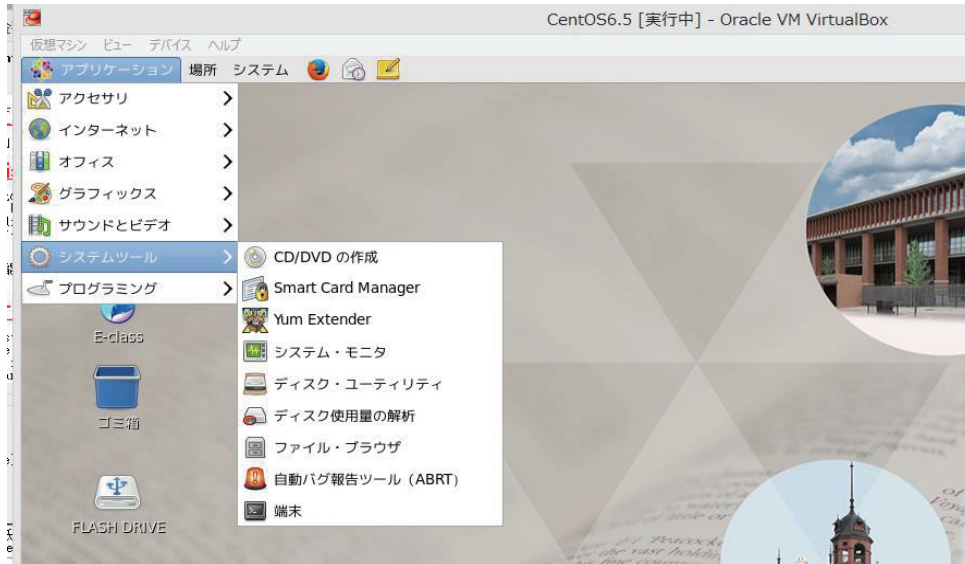 CentOS6.5 [実行中] - Oracle VM VirtualBox
仮想マシン ビュー デバイス ヘルプ
アプリケーション 場所 システム
アクセサリ
インターネット
オフィス
グラフィックス
サウンドとビデオ
システムツール
プログラミング
CD/DVD の作成
Smart Card Manager
Yum Extender
システム・モニタ
ディスク・ユーティリティ
ディスク使用量の解析
ファイル・ブラウザ
自動バグ報告ツール（ABRT）
端末
E-class
ゴミ箱
FLASH DRIVE